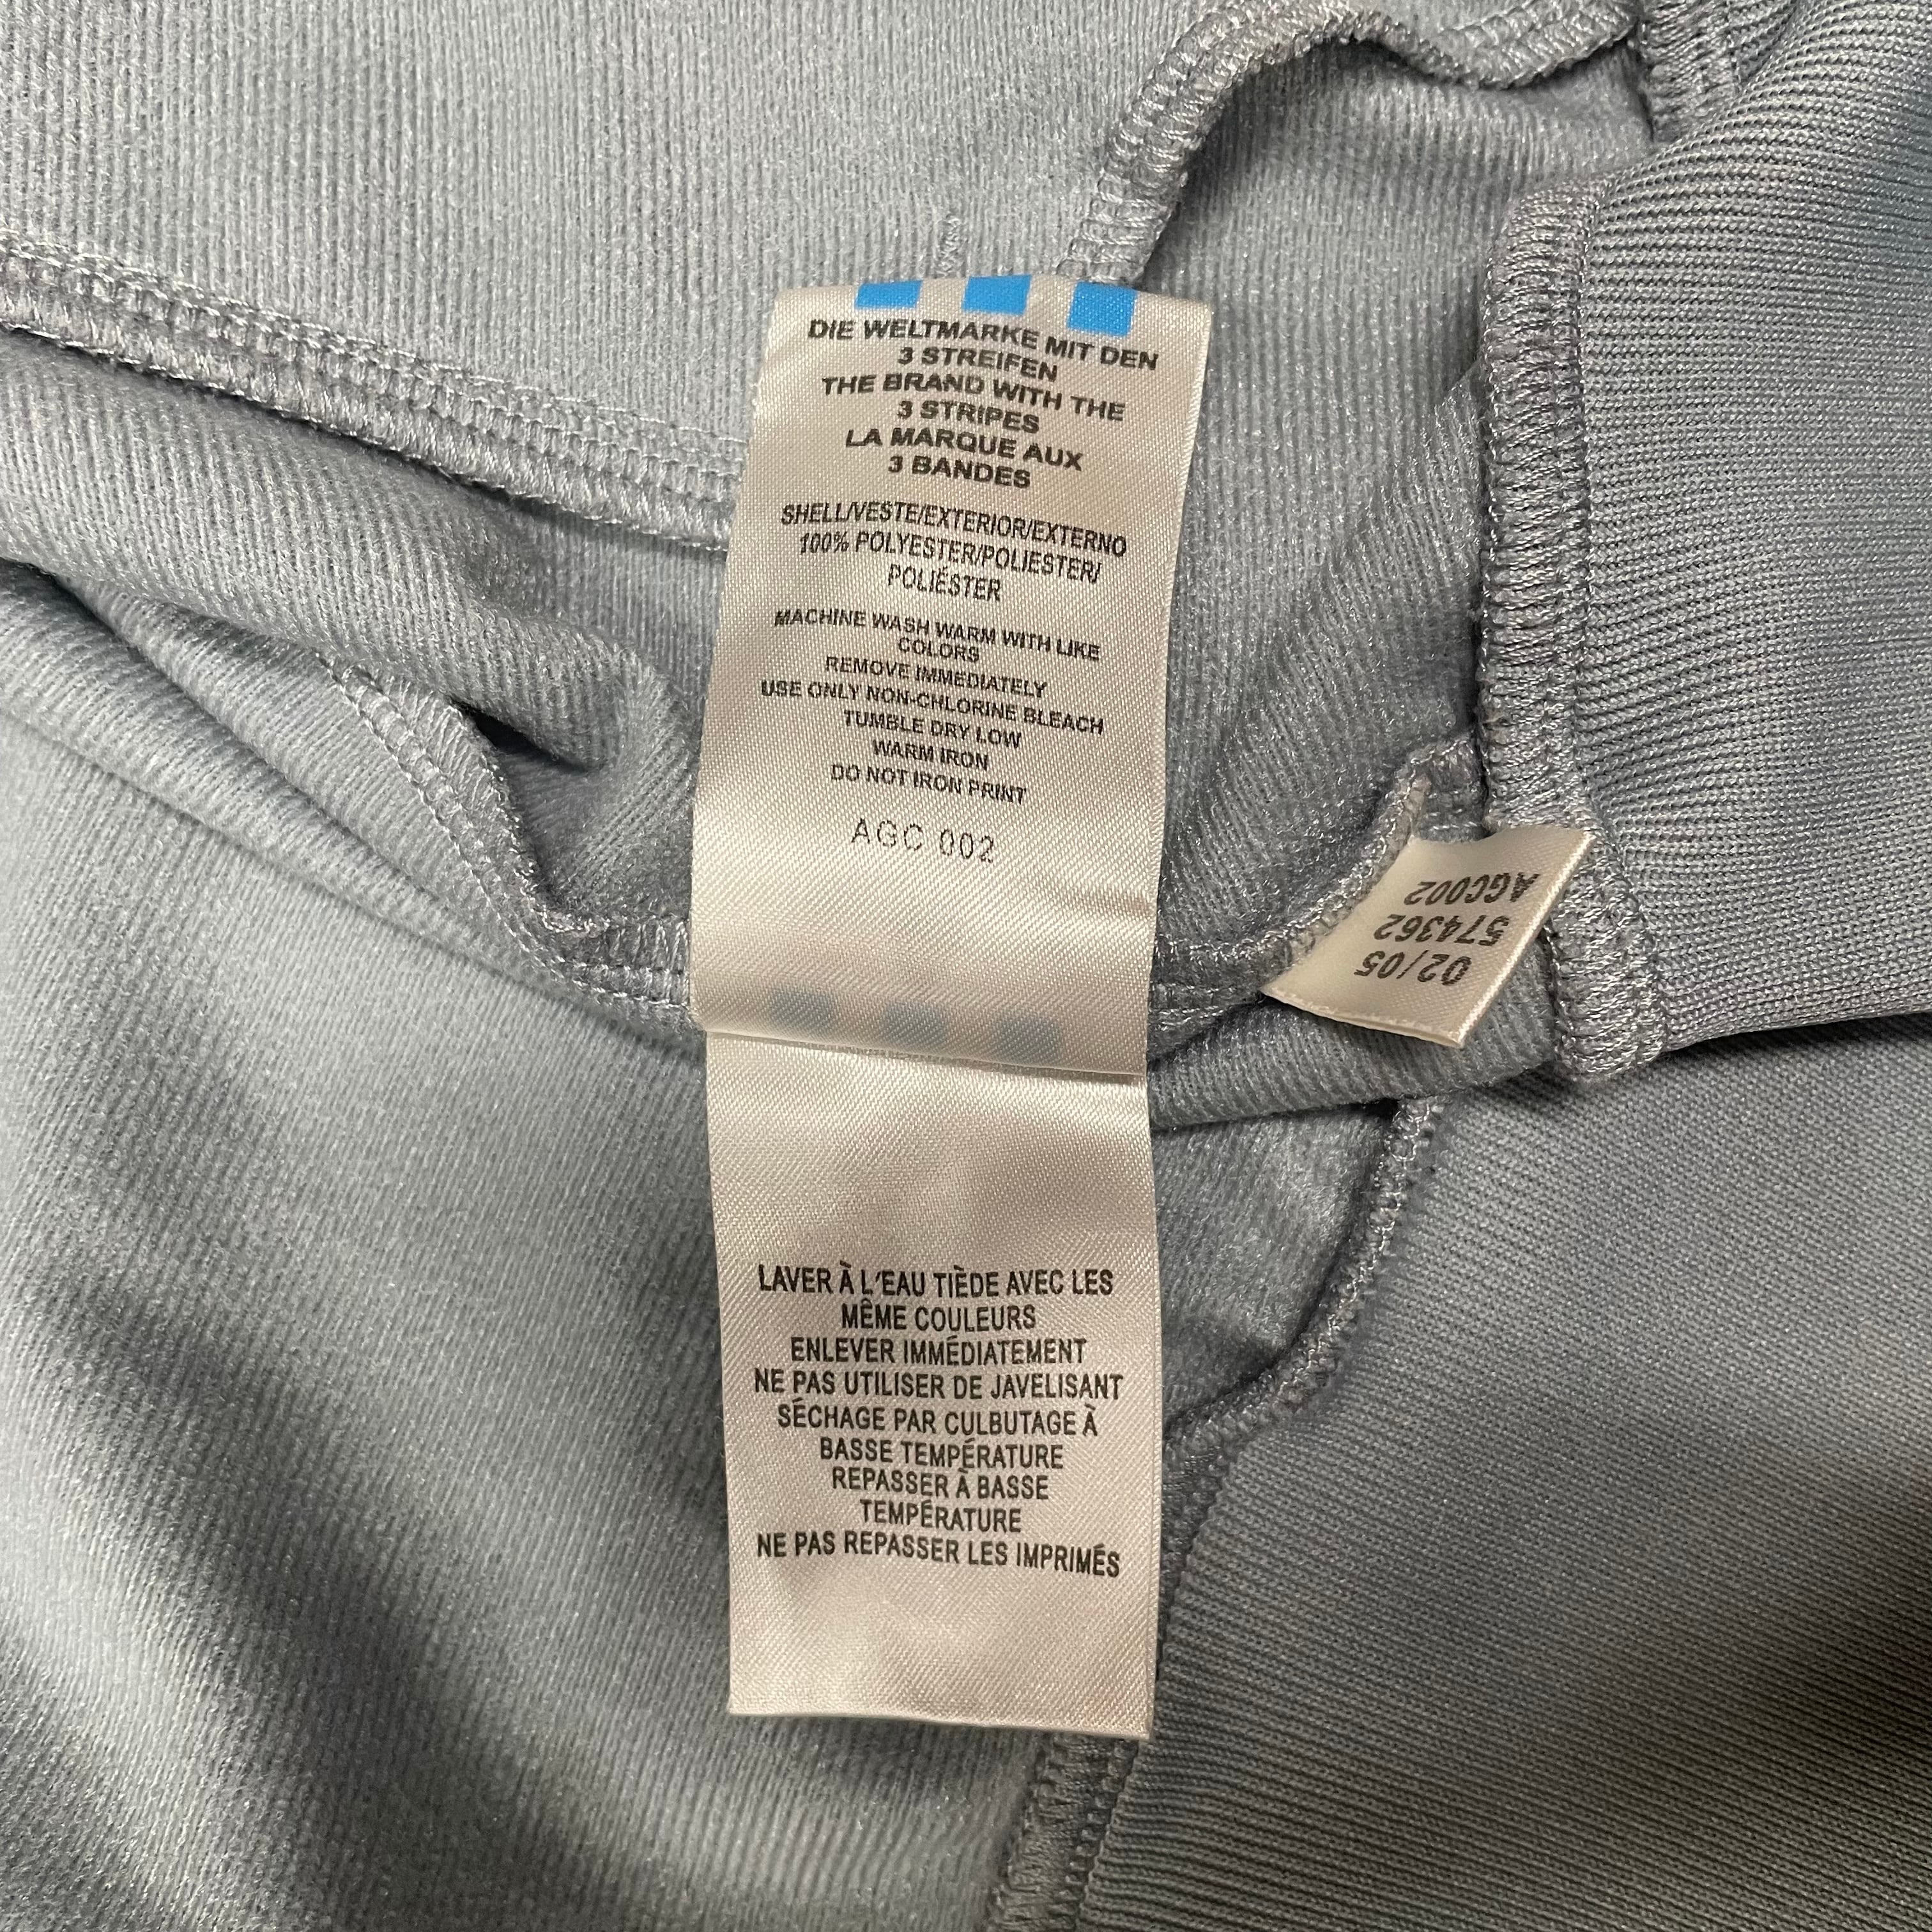 DIE WELTMARKE MIT DEN
3 STREIFEN
THE BRAND WITH THE
3 STRIPES
LA MARQUE AUX
3 BANDES
SHELL/VESTE/EXTERIOR/EXTERNO
100% POLYESTER/POLIESTER/
POLIÉSTER
MACHINE WASH WARM WITH LIKE
COLORS
REMOVE IMMEDIATELY
USE ONLY NON-CHLORINE BLEACH
TUMBLE DRY LOW
WARM IRON
DO NOT IRON PRINT
AGC 002
LAVER À L'EAU TIÈDE AVEC LES
MÊME COULEURS
ENLEVER IMMÉDIATEMENT
NE PAS UTILISER DE JAVELISANT
SÉCHAGE PAR CULBUTAGE À
BASSE TEMPÉRATURE
REPASSER À BASSE
TEMPÉRATURE
NE PAS REPASSER LES IMPRIMÉS
02/05
574362
AGC002